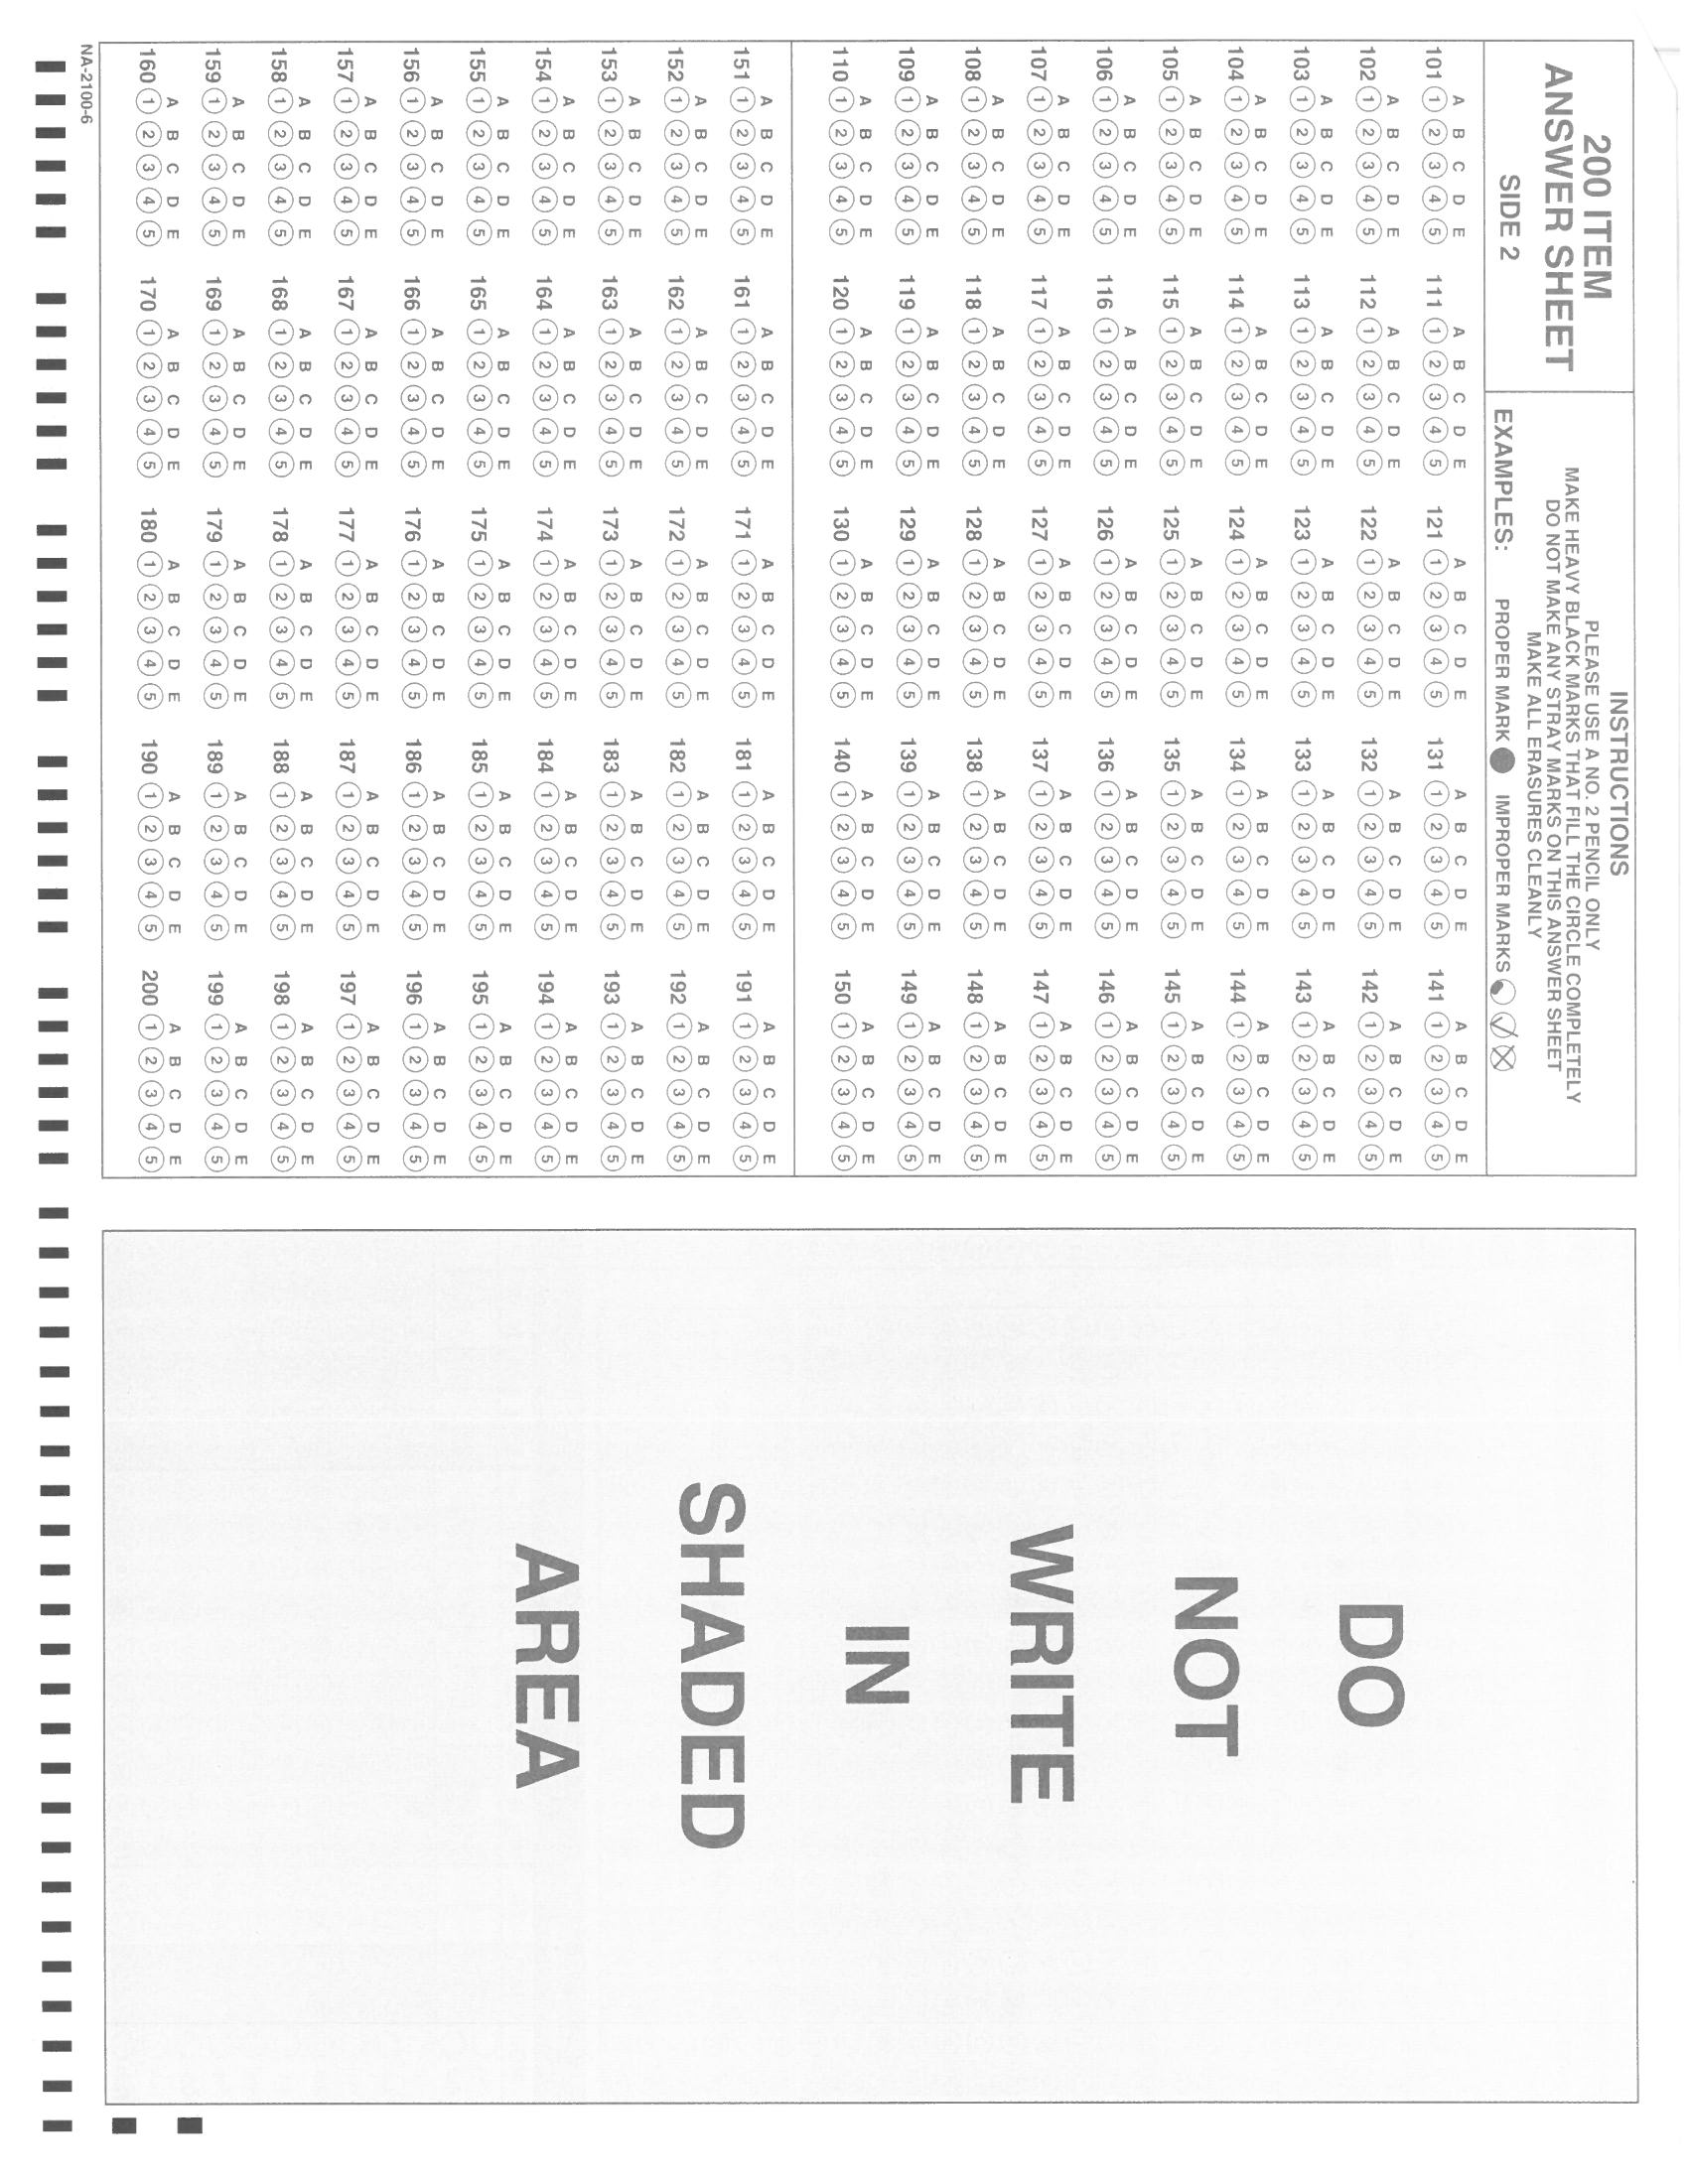 200 ITEM
ANSWER SHEET
SIDE 2
INSTRUCTIONS
PLEASE USE A NO. 2 PENCIL ONLY
MAKE HEAVY BLACK MARKS THAT FILL THE CIRCLE COMPLETELY
DO NOT MAKE ANY STRAY MARKS ON THIS ANSWER SHEET
MAKE ALL ERASURES CLEANLY
EXAMPLES: PROPER MARK IMPROPER MARKS
A B C D E A B C D E A B C D E A B C D E A B C D E
101 1 2 3 4 5 111 1 2 3 4 5 121 1 2 3 4 5 131 1 2 3 4 5 141 1 2 3 4 5
A B C D E A B C D E A B C D E A B C D E A B C D E
102 1 2 3 4 5 112 1 2 3 4 5 122 1 2 3 4 5 132 1 2 3 4 5 142 1 2 3 4 5
A B C D E A B C D E A B C D E A B C D E A B C D E
103 1 2 3 4 5 113 1 2 3 4 5 123 1 2 3 4 5 133 1 2 3 4 5 143 1 2 3 4 5
A B C D E A B C D E A B C D E A B C D E A B C D E
104 1 2 3 4 5 114 1 2 3 4 5 124 1 2 3 4 5 134 1 2 3 4 5 144 1 2 3 4 5
A B C D E A B C D E A B C D E A B C D E A B C D E
105 1 2 3 4 5 115 1 2 3 4 5 125 1 2 3 4 5 135 1 2 3 4 5 145 1 2 3 4 5
A B C D E A B C D E A B C D E A B C D E A B C D E
106 1 2 3 4 5 116 1 2 3 4 5 126 1 2 3 4 5 136 1 2 3 4 5 146 1 2 3 4 5
A B C D E A B C D E A B C D E A B C D E A B C D E
107 1 2 3 4 5 117 1 2 3 4 5 127 1 2 3 4 5 137 1 2 3 4 5 147 1 2 3 4 5
A B C D E A B C D E A B C D E A B C D E A B C D E
108 1 2 3 4 5 118 1 2 3 4 5 128 1 2 3 4 5 138 1 2 3 4 5 148 1 2 3 4 5
A B C D E A B C D E A B C D E A B C D E A B C D E
109 1 2 3 4 5 119 1 2 3 4 5 129 1 2 3 4 5 139 1 2 3 4 5 149 1 2 3 4 5
A B C D E A B C D E A B C D E A B C D E A B C D E
110 1 2 3 4 5 120 1 2 3 4 5 130 1 2 3 4 5 140 1 2 3 4 5 150 1 2 3 4 5
A B C D E A B C D E A B C D E A B C D E A B C D E
151 1 2 3 4 5 161 1 2 3 4 5 171 1 2 3 4 5 181 1 2 3 4 5 191 1 2 3 4 5
A B C D E A B C D E A B C D E A B C D E A B C D E
152 1 2 3 4 5 162 1 2 3 4 5 172 1 2 3 4 5 182 1 2 3 4 5 192 1 2 3 4 5
A B C D E A B C D E A B C D E A B C D E A B C D E
153 1 2 3 4 5 163 1 2 3 4 5 173 1 2 3 4 5 183 1 2 3 4 5 193 1 2 3 4 5
A B C D E A B C D E A B C D E A B C D E A B C D E
154 1 2 3 4 5 164 1 2 3 4 5 174 1 2 3 4 5 184 1 2 3 4 5 194 1 2 3 4 5
A B C D E A B C D E A B C D E A B C D E A B C D E
155 1 2 3 4 5 165 1 2 3 4 5 175 1 2 3 4 5 185 1 2 3 4 5 195 1 2 3 4 5
A B C D E A B C D E A B C D E A B C D E A B C D E
156 1 2 3 4 5 166 1 2 3 4 5 176 1 2 3 4 5 186 1 2 3 4 5 196 1 2 3 4 5
A B C D E A B C D E A B C D E A B C D E A B C D E
157 1 2 3 4 5 167 1 2 3 4 5 177 1 2 3 4 5 187 1 2 3 4 5 197 1 2 3 4 5
A B C D E A B C D E A B C D E A B C D E A B C D E
158 1 2 3 4 5 168 1 2 3 4 5 178 1 2 3 4 5 188 1 2 3 4 5 198 1 2 3 4 5
A B C D E A B C D E A B C D E A B C D E A B C D E
159 1 2 3 4 5 169 1 2 3 4 5 179 1 2 3 4 5 189 1 2 3 4 5 199 1 2 3 4 5
A B C D E A B C D E A B C D E A B C D E A B C D E
160 1 2 3 4 5 170 1 2 3 4 5 180 1 2 3 4 5 190 1 2 3 4 5 200 1 2 3 4 5
NA-2100-6
DO
NOT
WRITE
IN
SHADED
AREA